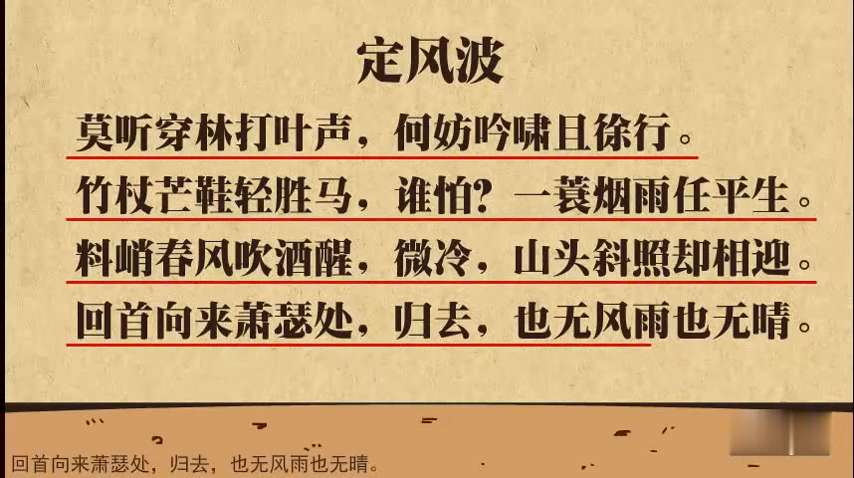 定风波
莫听穿林打叶声，何妨吟啸且徐行。
竹杖芒鞋轻胜马，谁怕？一蓑烟雨任平生。
料峭春风吹酒醒，微冷，山头斜照却相迎。
回首向来萧瑟处，归去，也无风雨也无晴。
回首向来萧瑟处，归去，也无风雨也无晴。